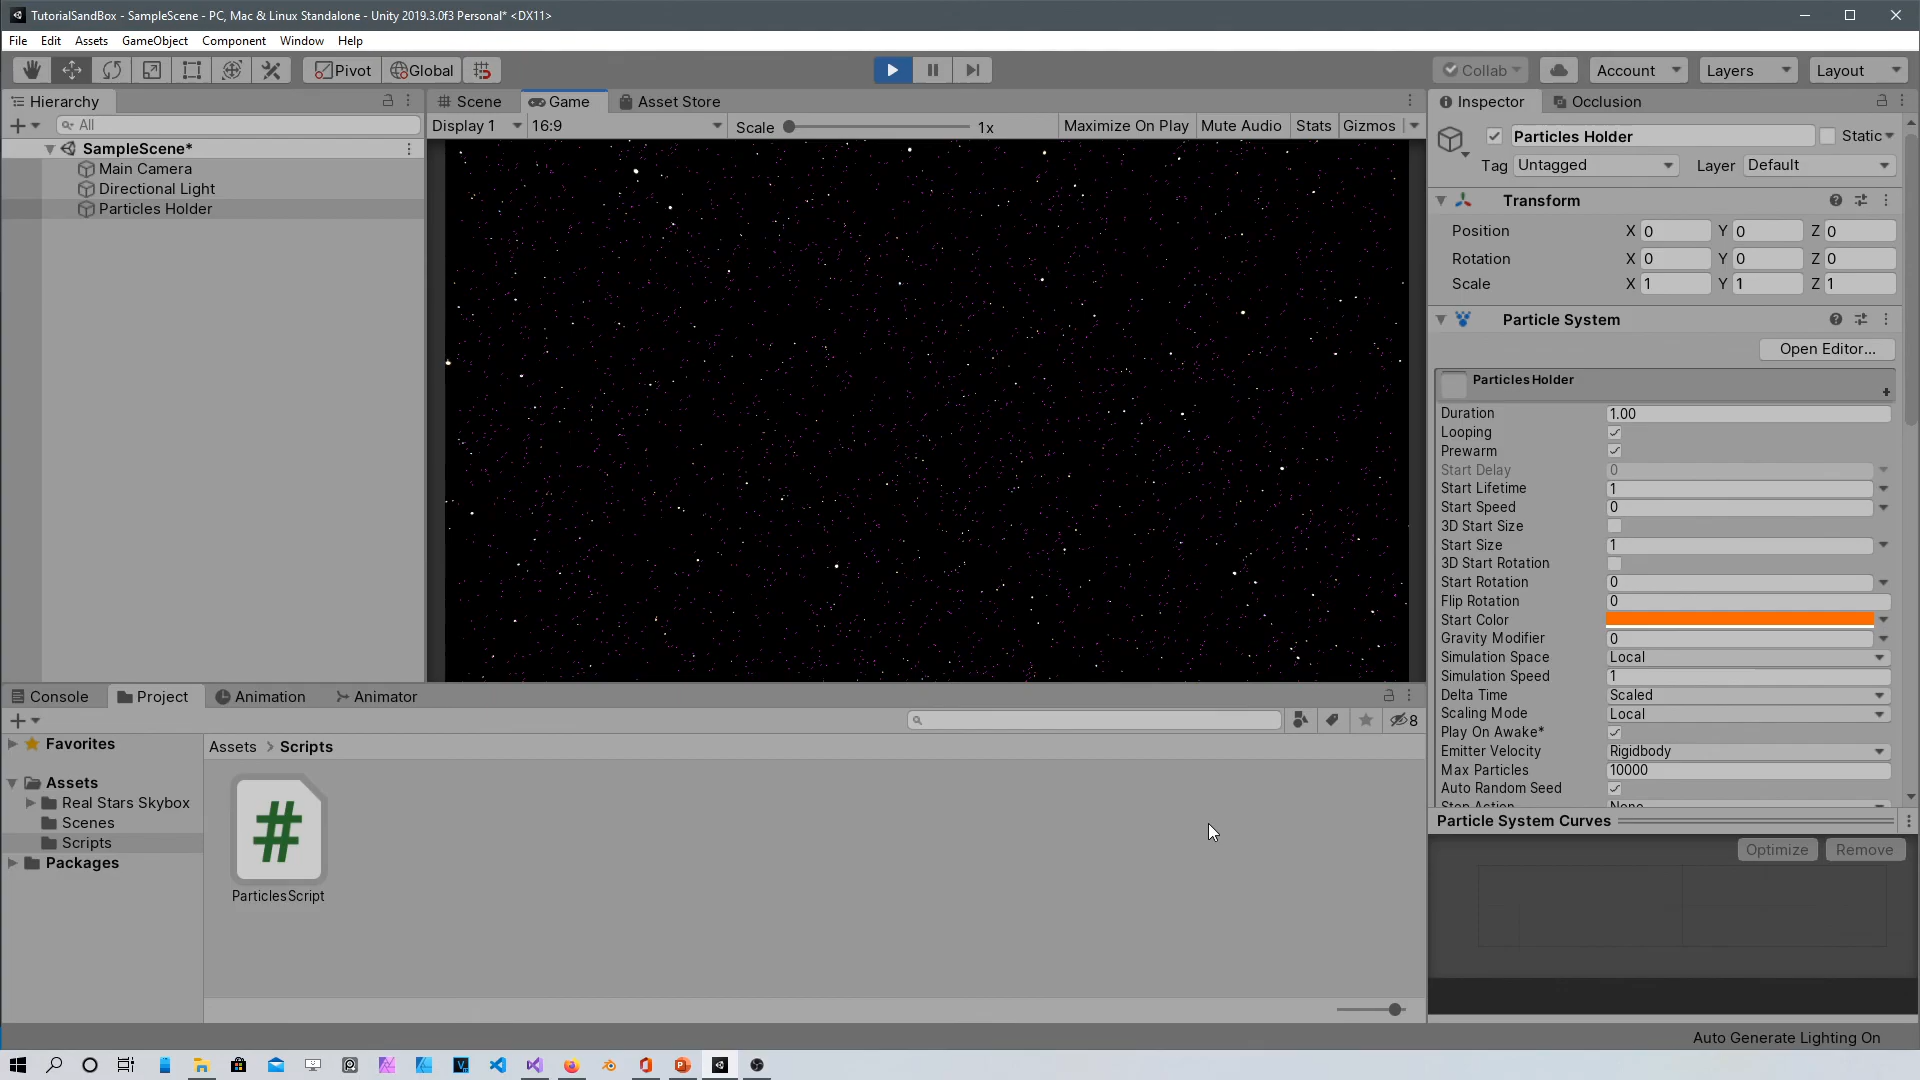 TutorialSandBox - SampleScene - PC, Mac & Linux Standalone - Unity 2019.3.0f3 Personal* <DX11>
File Edit Assets GameObject Component Window Help
Pivot Global Collab Account Layers Layout
Hierarchy
All
SampleScene*
Main Camera
Directional Light
Particles Holder
Scene Game Asset Store
Display 1 16:9 Scale 1x Maximize On Play Mute Audio Stats Gizmos
Inspector Occlusion
Particles Holder Static
Tag Untagged Layer Default
Transform
Position X 0 Y 0 Z 0
Rotation X 0 Y 0 Z 0
Scale X 1 Y 1 Z 1
Particle System
Open Editor...
Particles Holder
Duration 1.00
Looping
Prewarm
Start Delay 0
Start Lifetime 1
Start Speed 0
3D Start Size
Start Size 1
3D Start Rotation
Start Rotation 0
Flip Rotation 0
Start Color
Gravity Modifier 0
Simulation Space Local
Simulation Speed 1
Delta Time Scaled
Scaling Mode Local
Play On Awake*
Emitter Velocity Rigidbody
Max Particles 10000
Auto Random Seed
Stop Action None
Particle System Curves
Optimize Remove
Console Project Animation Animator
8
Favorites
Assets
Real Stars Skybox
Scenes
Scripts
Packages
Assets > Scripts
#
ParticlesScript
Auto Generate Lighting On